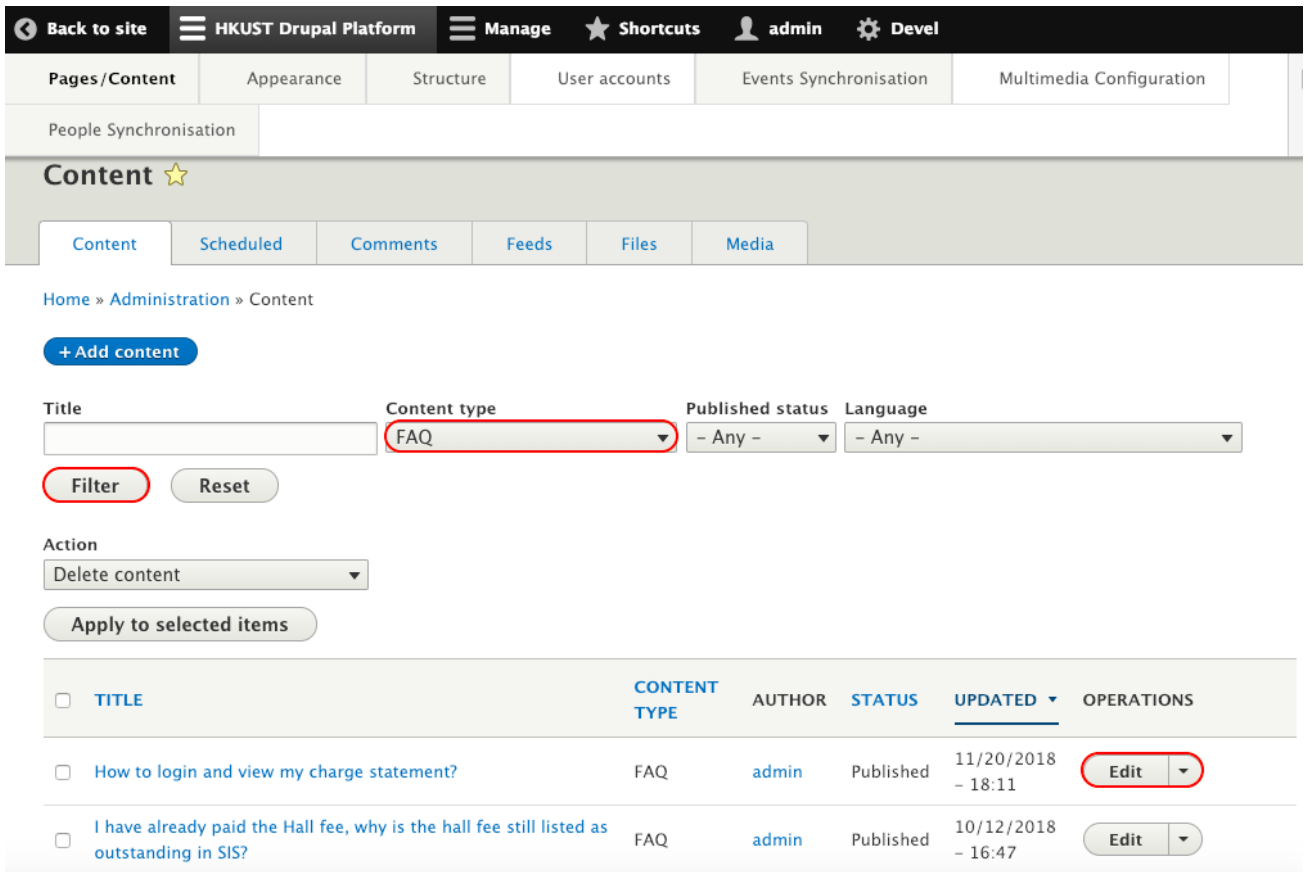 Back to site HKUST Drupal Platform Manage Shortcuts admin Devel
Pages/Content Appearance Structure User accounts Events Synchronisation Multimedia Configuration
People Synchronisation
Content
Content Scheduled Comments Feeds Files Media
Home » Administration » Content
+ Add content
Title Content type Published status Language
FAQ – Any – – Any –
Filter Reset
Action
Delete content
Apply to selected items
TITLE CONTENT TYPE AUTHOR STATUS UPDATED OPERATIONS
How to login and view my charge statement? FAQ admin Published 11/20/2018 – 18:11 Edit
I have already paid the Hall fee, why is the hall fee still listed as outstanding in SIS? FAQ admin Published 10/12/2018 – 16:47 Edit